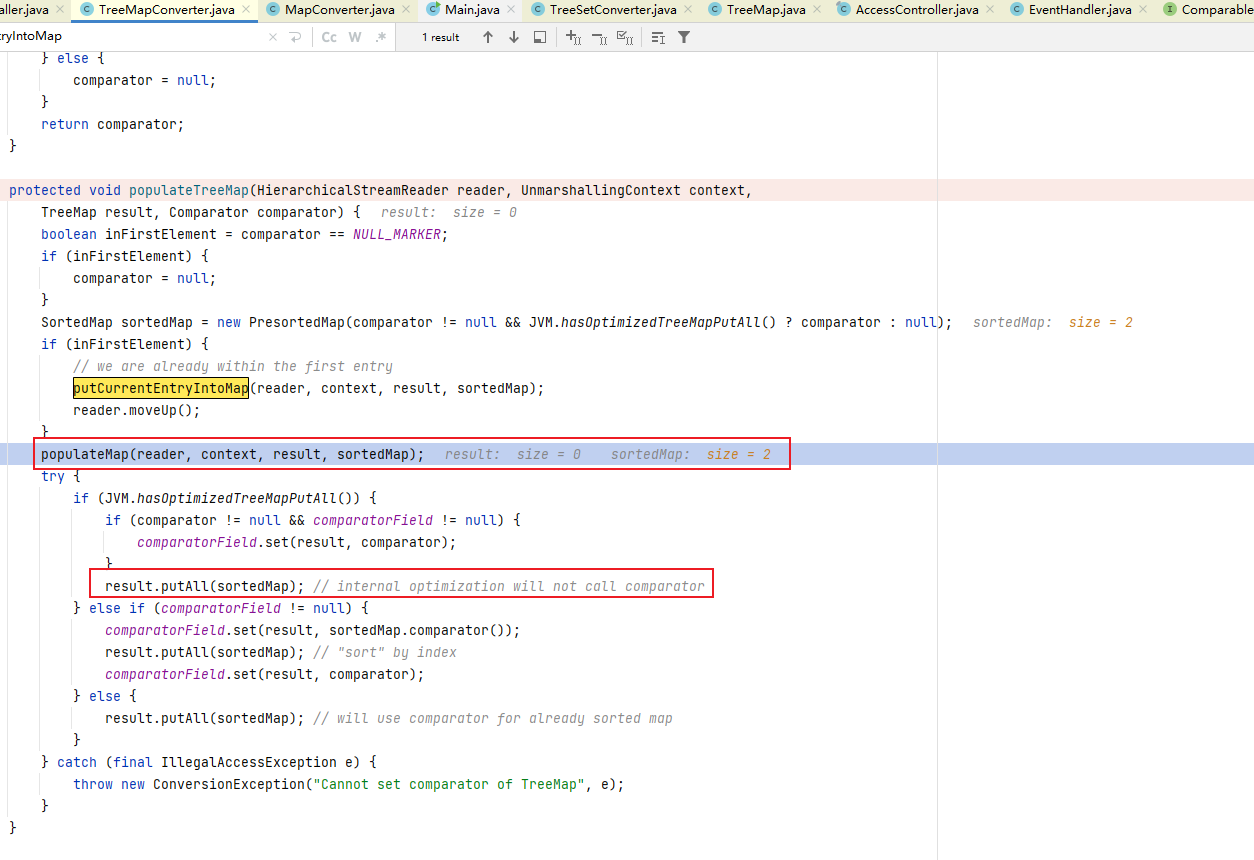 aller.java TreeMapConverter.java MapConverter.java Main.java TreeSetConverter.java TreeMap.java AccessController.java EventHandler.java Comparable
ryIntoMap Cc W .* 1 result
} else {
comparator = null;
}
return comparator;
}
protected void populateTreeMap(HierarchicalStreamReader reader, UnmarshallingContext context,
TreeMap result, Comparator comparator) { result: size = 0
boolean inFirstElement = comparator == NULL_MARKER;
if (inFirstElement) {
comparator = null;
}
SortedMap sortedMap = new PresortedMap(comparator != null && JVM.hasOptimizedTreeMapPutAll() ? comparator : null); sortedMap: size = 2
if (inFirstElement) {
// we are already within the first entry
putCurrentEntryIntoMap(reader, context, result, sortedMap);
reader.moveUp();
}
populateMap(reader, context, result, sortedMap); result: size = 0 sortedMap: size = 2
try {
if (JVM.hasOptimizedTreeMapPutAll()) {
if (comparator != null && comparatorField != null) {
comparatorField.set(result, comparator);
}
result.putAll(sortedMap); // internal optimization will not call comparator
} else if (comparatorField != null) {
comparatorField.set(result, sortedMap.comparator());
result.putAll(sortedMap); // "sort" by index
comparatorField.set(result, comparator);
} else {
result.putAll(sortedMap); // will use comparator for already sorted map
}
} catch (final IllegalAccessException e) {
throw new ConversionException("Cannot set comparator of TreeMap", e);
}
}